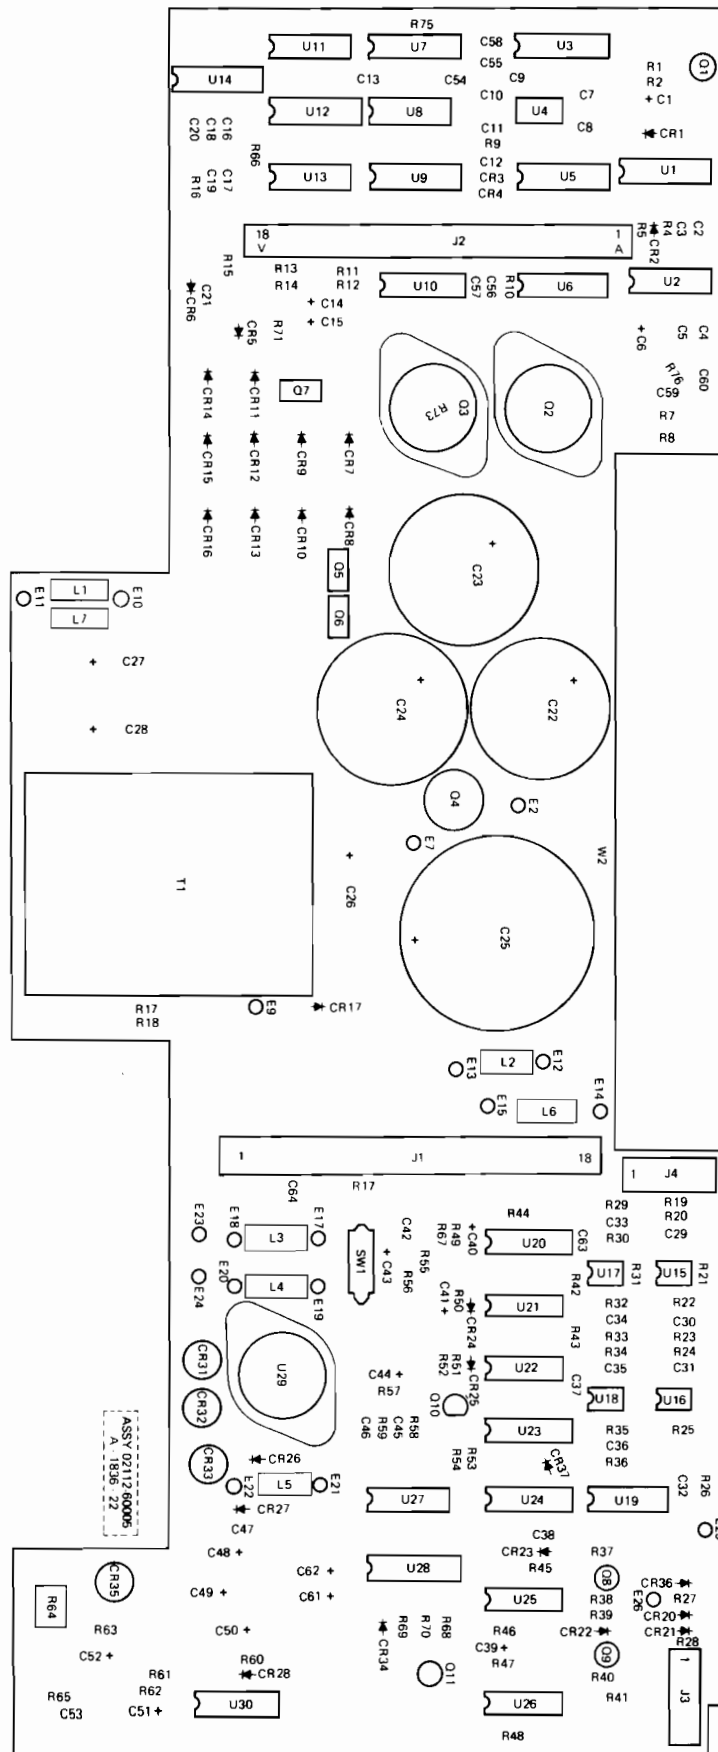 R75
U11
U7
C58
U3
C55
R1
Q1
U14
C13
C54
C9
R2
C10
C7
+ C1
U12
U8
U4
C20
C18
C16
C11
C8
CR1
R9
R66
C12
R16
C19
C17
U13
U9
CR3
U5
U1
CR4
18
V
J2
1
A
R5
R4
C3
C2
CR2
R15
R13
R11
R14
R12
U10
C57
C56
R10
U6
U2
CR6
C21
+ C14
+ C15
CR5
R71
+ C6
C5
C4
R76
C60
C59
CR14
CR11
Q7
R73
Q3
Q2
R7
R8
CR15
CR12
CR9
CR7
CR16
CR13
CR10
CR8
+
C23
Q5
E11
L1
E10
L7
Q6
+ C27
+
C24
+
C22
+ C28
Q4
E2
E7
W2
T1
+ C26
C25
+
R17
R18
E9
CR17
E13
L2
E12
E15
L6
E14
1
J1
18
1
J4
C64
R17
R44
R29
R19
C33
R20
E23
E18
L3
E17
SW1
C42
R67
R49
+C40
U20
C63
R30
C29
+C43
R55
R56
U17
R31
U15
R21
E24
E20
L4
E19
C41+
R50
CR24
U21
R42
R32
R22
C34
C30
R43
R33
R23
R34
R24
CR31
U29
C44+
R52
R51
CR25
U22
C35
C31
R57
C37
CR32
Q10
U18
U16
C46
R59
C45
R58
U23
R35
R25
C36
CR33
CR26
R54
R53
CR37
R36
E22
L5
E21
C32
R26
CR27
U27
U24
U19
ASSY 02112-60005
A - 1836 - 22
C47
C38
C48+
CR23
R37
C62+
U28
R45
CR35
Q8
CR36
R64
C49+
C61+
U25
R38
E26
R27
R39
CR20
R63
C50+
CR34
R69
R70
R68
R46
CR22
CR21
C52+
C39+
R28
R60
R47
Q9
1
R61
CR28
Q11
R40
J3
R65
R62
U30
U26
R41
C53
C51+
R48